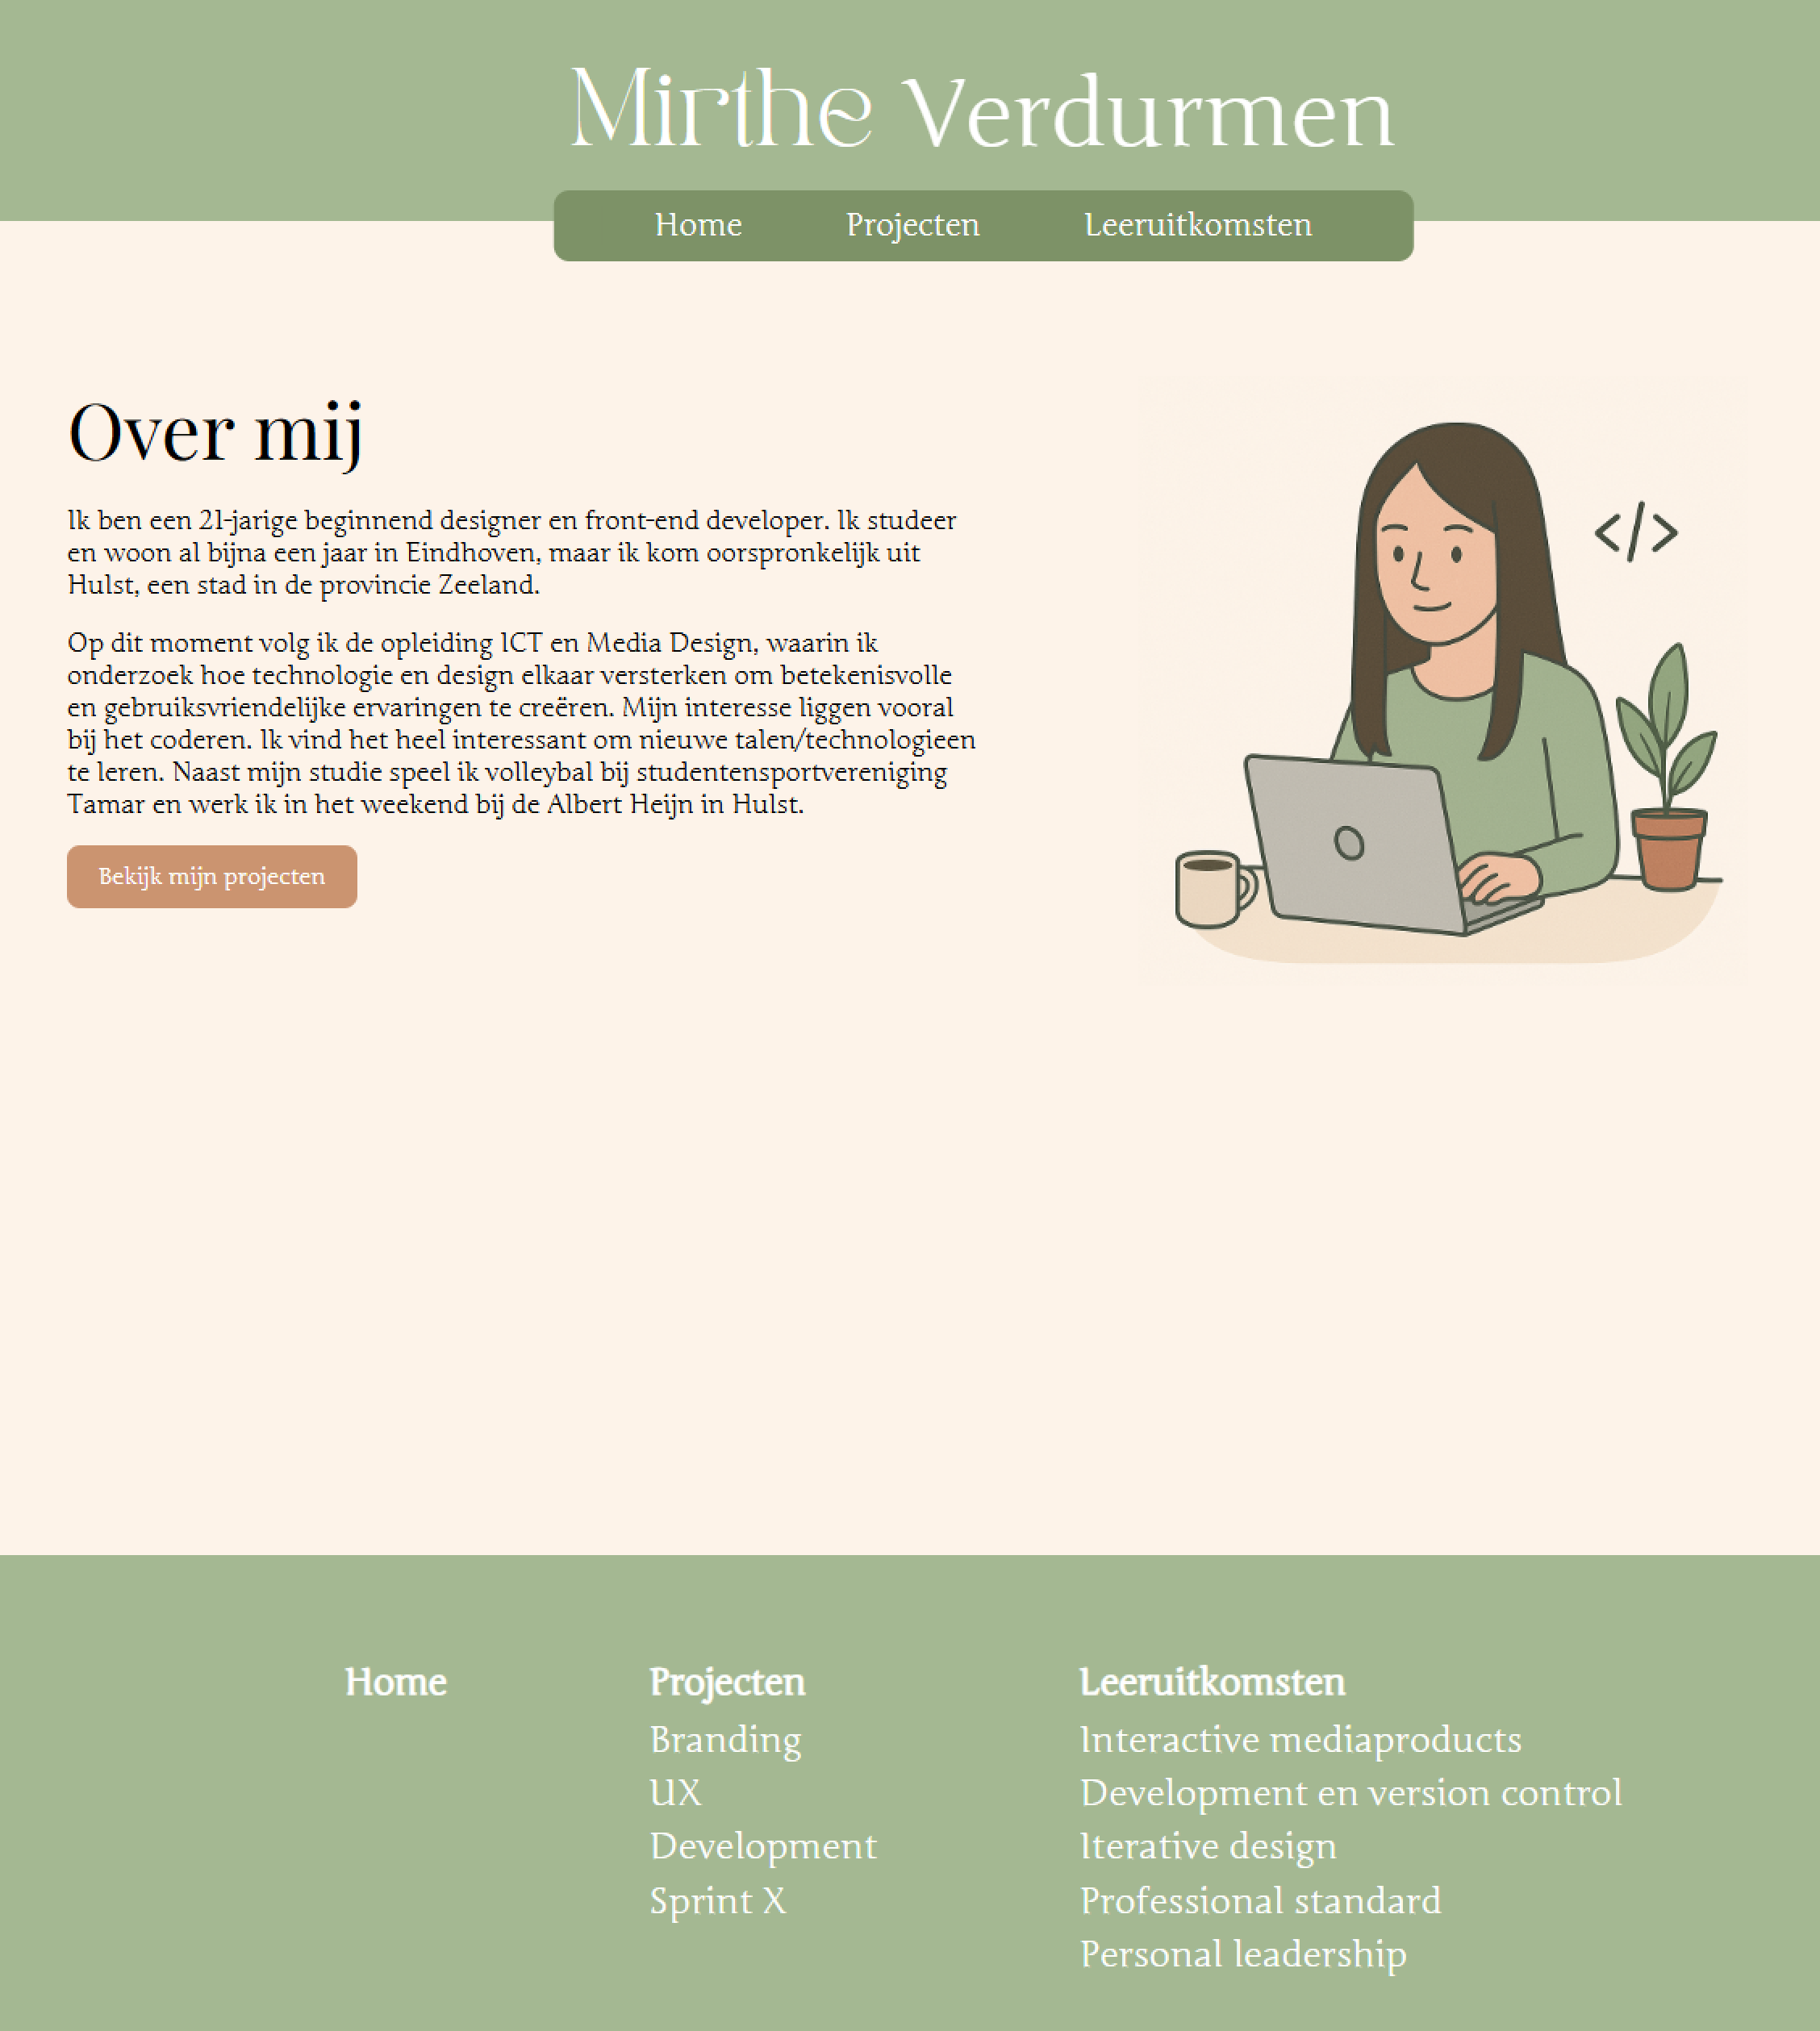 Mirthe Verdurmen
Home Projecten Leeruitkomsten
Over mij
Ik ben een 21-jarige beginnend designer en front-end developer. Ik studeer
en woon al bijna een jaar in Eindhoven, maar ik kom oorspronkelijk uit
Hulst, een stad in de provincie Zeeland.
Op dit moment volg ik de opleiding ICT en Media Design, waarin ik
onderzoek hoe technologie en design elkaar versterken om betekenisvolle
en gebruiksvriendelijke ervaringen te creëren. Mijn interesse liggen vooral
bij het coderen. Ik vind het heel interessant om nieuwe talen/technologieen
te leren. Naast mijn studie speel ik volleybal bij studentensportvereniging
Tamar en werk ik in het weekend bij de Albert Heijn in Hulst.
Bekijk mijn projecten
</>
Home
Projecten
Branding
UX
Development
Sprint X
Leeruitkomsten
Interactive mediaproducts
Development en version control
Iterative design
Professional standard
Personal leadership